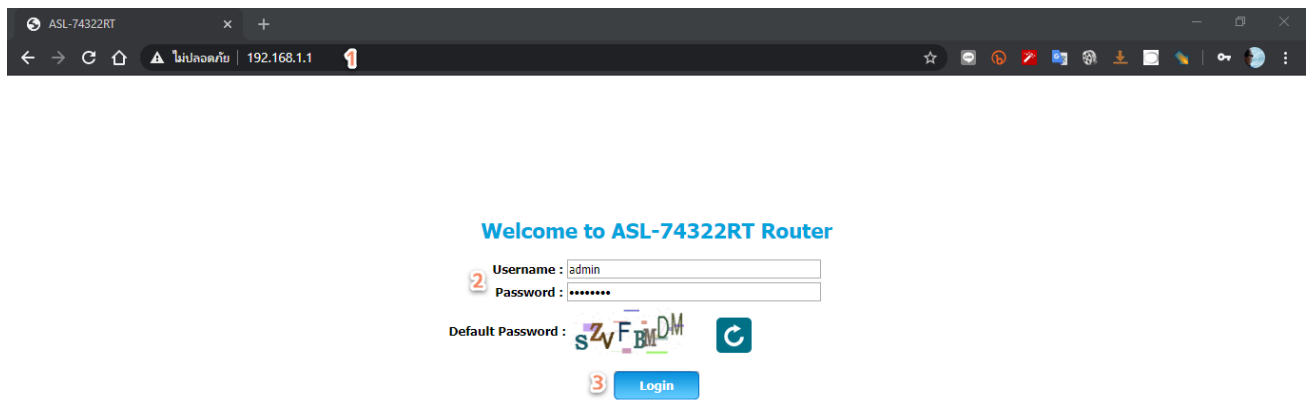 ASL-74322RT
ไม่ปลอดภัย 192.168.1.1 1
Welcome to ASL-74322RT Router
Username : admin
2
Password : ••••••••
Default Password : sZvFBMDM
3 Login